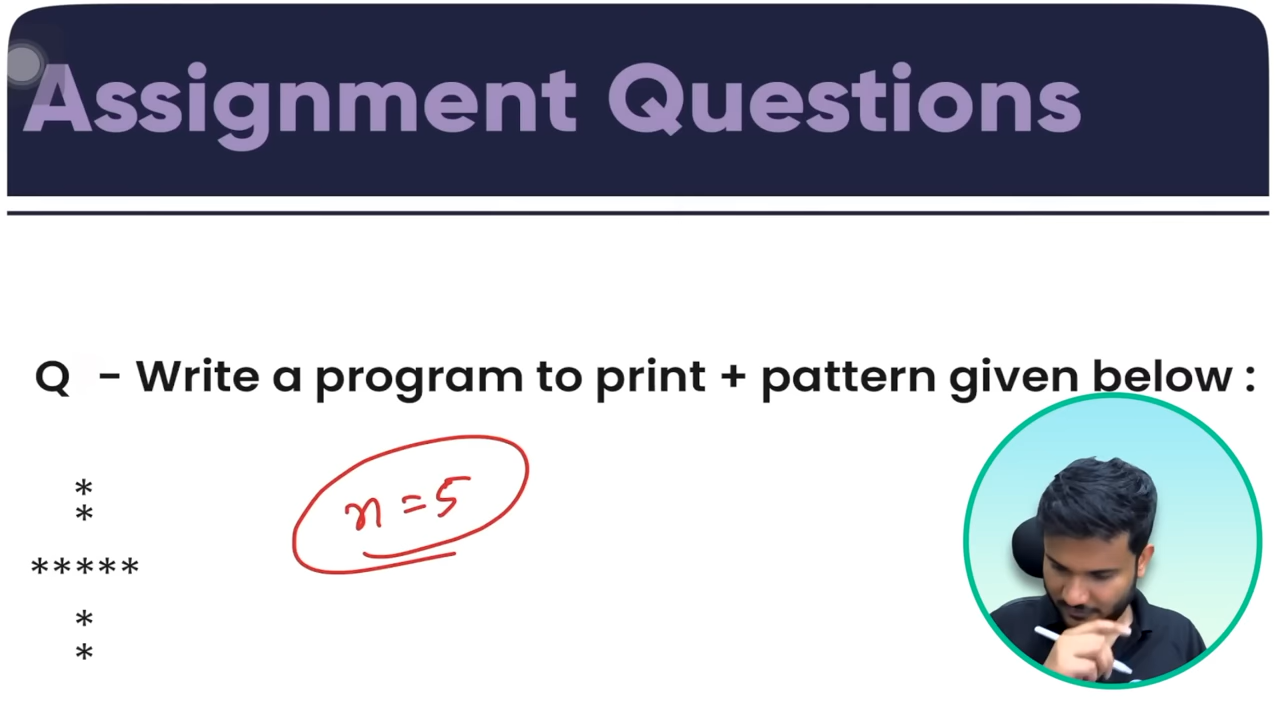 Assignment Questions
Q - Write a program to print + pattern given below :
*
*
*****
*
*
n = 5